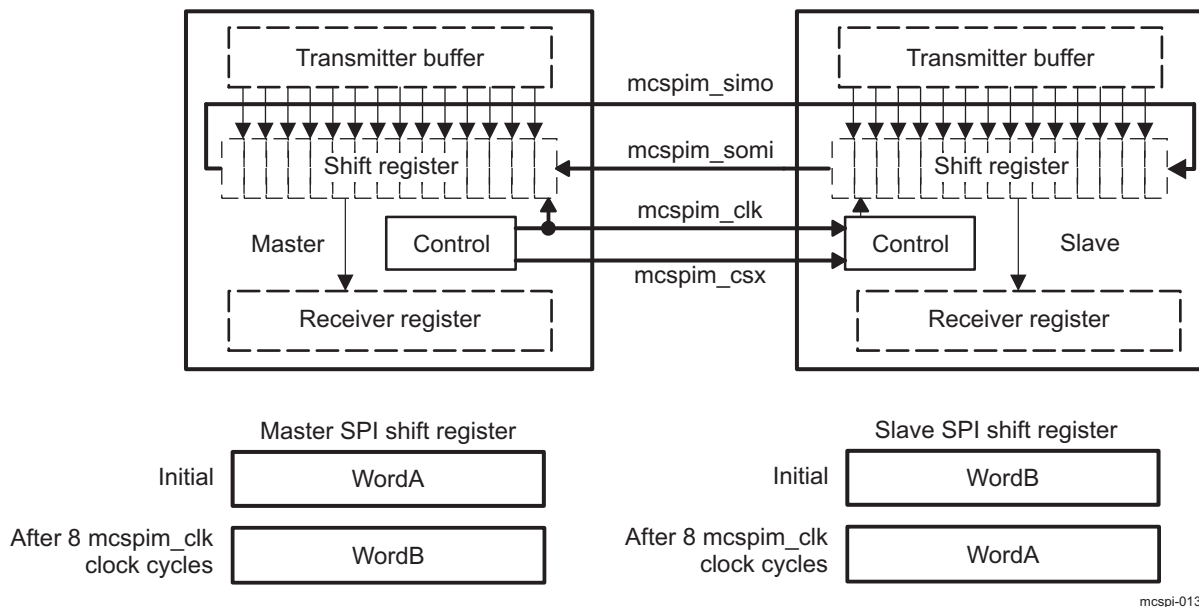 Transmitter buffer
Transmitter buffer
mcspim_simo
Shift register
mcspim_somi
Shift register
mcspim_clk
Master
Control
Control
Slave
mcspim_csx
Receiver register
Receiver register
Master SPI shift register
Slave SPI shift register
Initial
WordA
WordB
After 8 mcspim_clk
clock cycles
WordB
After 8 mcspim_clk
clock cycles
WordA
mcspi-013